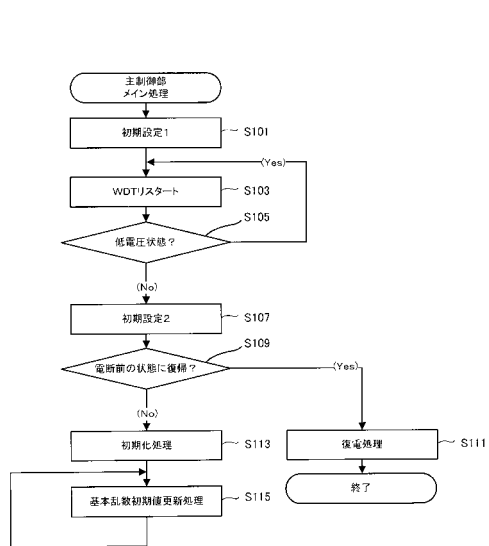 主制御部
メイン処理
初期設定1
S101
(Yes)
WDTリスタート
S103
S105
低電圧状態？
(No)
初期設定2
S107
S109
電断前の状態に復帰？
(Yes)
(No)
初期化処理
S113
復電処理
S111
終了
基本乱数初期値更新処理
S115